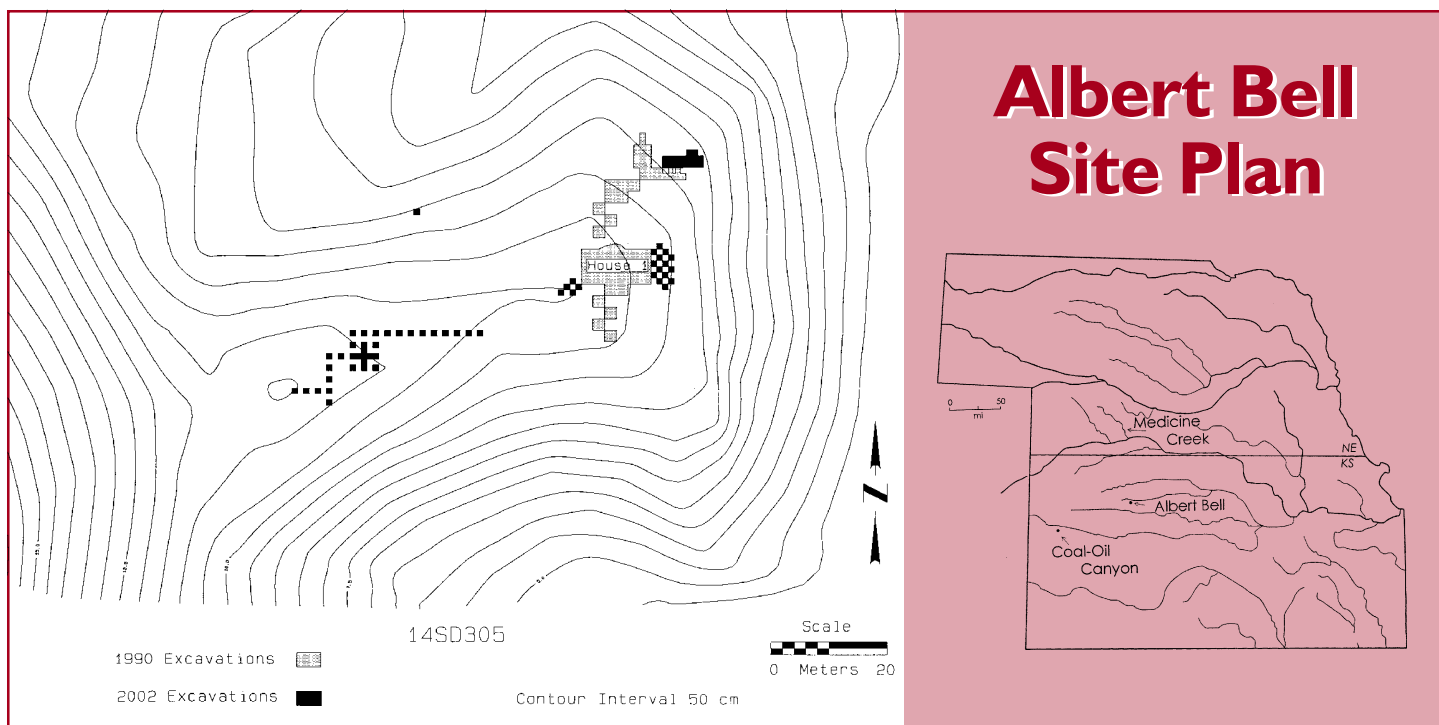 Albert Bell
Site Plan
House 1
14SD305
1990 Excavations
2002 Excavations
Contour Interval 50 cm
Scale
0 Meters 20
N
0 50
mi
Medicine
Creek
NE
KS
Albert Bell
Coal-Oil
Canyon